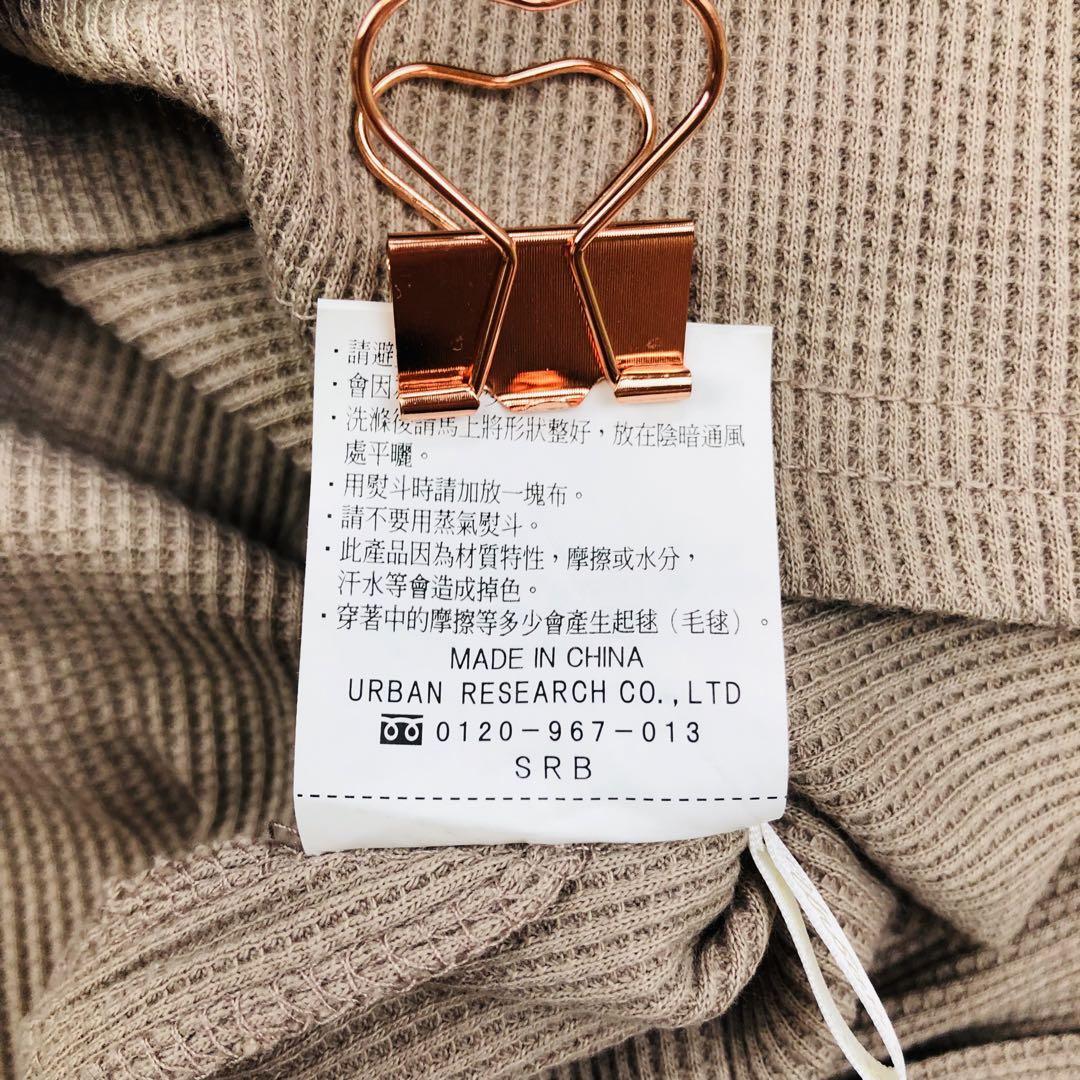 ・請避
・會因
・洗滌後請馬上將形狀整好，放在陰暗通風
處平曬。
・用熨斗時請加放一塊布。
・請不要用蒸氣熨斗。
・此產品因為材質特性，摩擦或水分，
汗水等會造成掉色。
・穿著中的摩擦等多少會產生起毬（毛毬）。
MADE IN CHINA
URBAN RESEARCH CO.,LTD
0120-967-013
SRB